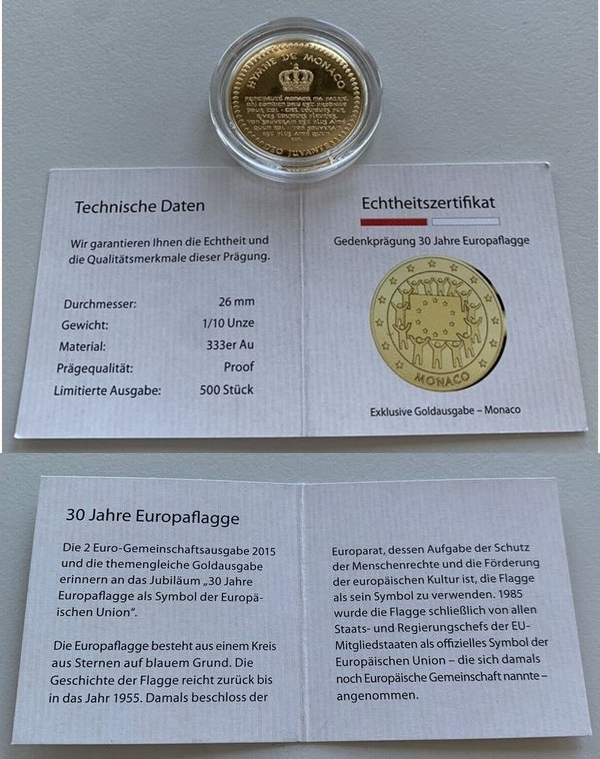 HYMNE DE MONACO
DEO JUVANTE
Technische Daten
Wir garantieren Ihnen die Echtheit und
die Qualitätsmerkmale dieser Prägung.
Durchmesser: 26 mm
Gewicht: 1/10 Unze
Material: 333er Au
Prägequalität: Proof
Limitierte Ausgabe: 500 Stück
Echtheitszertifikat
Gedenkprägung 30 Jahre Europaflagge
MONACO
Exklusive Goldausgabe – Monaco
30 Jahre Europaflagge
Die 2 Euro-Gemeinschaftsausgabe 2015
und die themengleiche Goldausgabe
erinnern an das Jubiläum „30 Jahre
Europaflagge als Symbol der Europä-
ischen Union“.
Die Europaflagge besteht aus einem Kreis
aus Sternen auf blauem Grund. Die
Geschichte der Flagge reicht zurück bis
in das Jahr 1955. Damals beschloss der
Europarat, dessen Aufgabe der Schutz
der Menschenrechte und die Förderung
der europäischen Kultur ist, die Flagge
als sein Symbol zu verwenden. 1985
wurde die Flagge schließlich von allen
Staats- und Regierungschefs der EU-
Mitgliedstaaten als offizielles Symbol der
Europäischen Union – die sich damals
noch Europäische Gemeinschaft nannte –
angenommen.